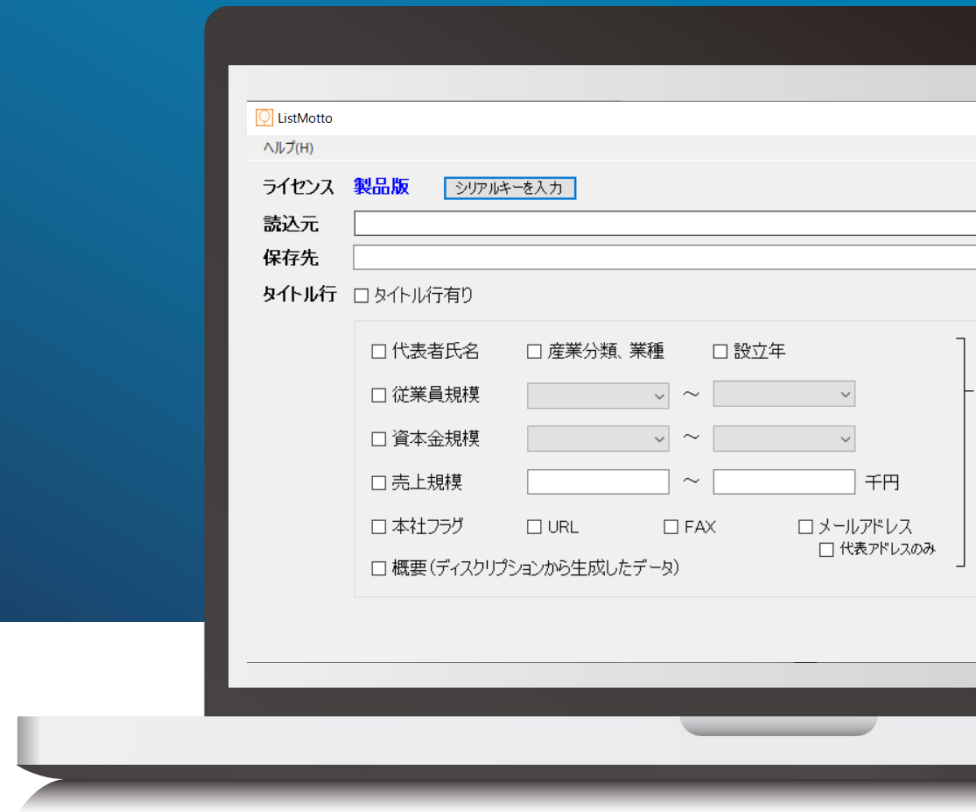 ListMotto
ヘルプ(H)
ライセンス 製品版 シリアルキーを入力
読込元
保存先
タイトル行 タイトル行有り
代表者氏名 産業分類、業種 設立年
従業員規模 ～
資本金規模 ～
売上規模 ～ 千円
本社フラグ URL FAX メールアドレス
代表アドレスのみ
概要(ディスクリプションから生成したデータ)